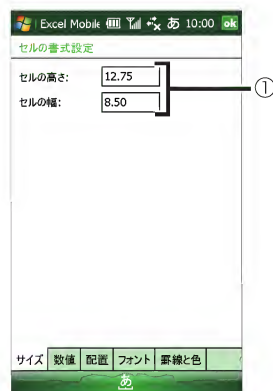 Excel Mobile あ 10:00 ok
セルの書式設定
セルの高さ: 12.75
セルの幅: 8.50
①
サイズ 数値 配置 フォント 罫線と色
あ